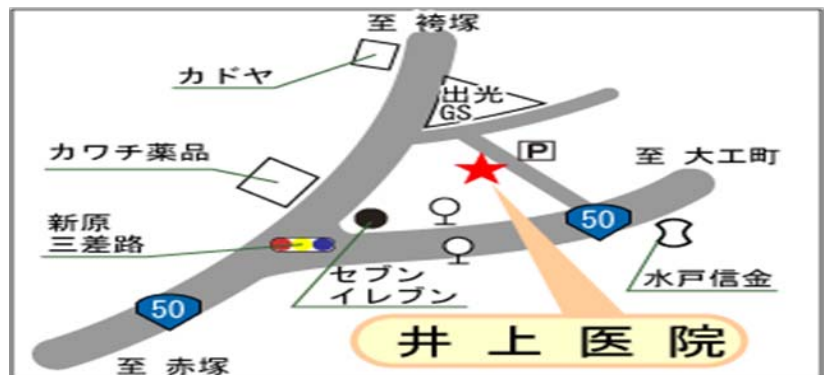 至 袴塚
カドヤ
出光
GS
カワチ薬品
P
至 大工町
新原
三差路
50
セブン
イレブン
水戸信金
50
井上医院
至 赤塚